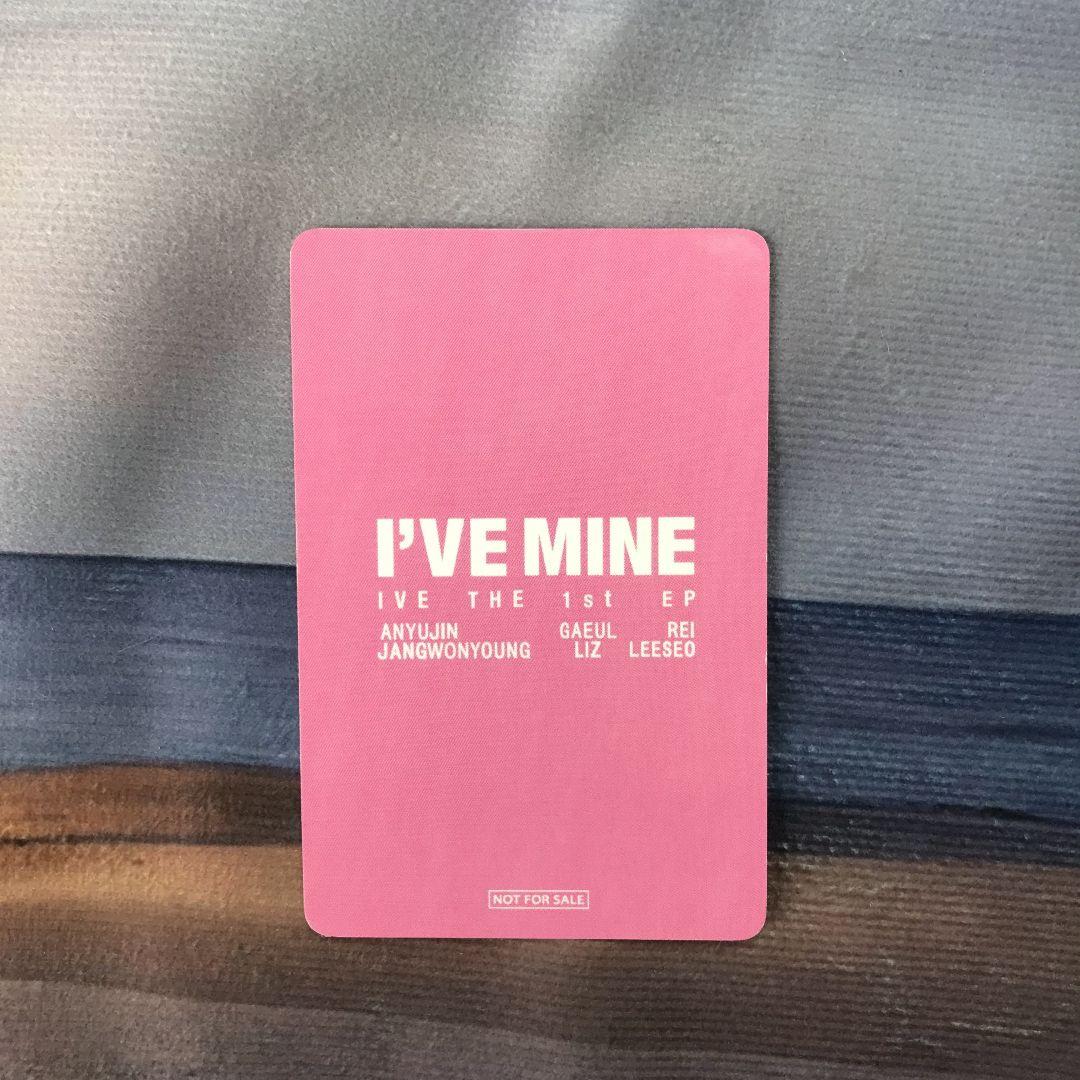 I'VE MINE
IVE THE 1st EP
ANYUJIN GAEUL REI
JANGWONYOUNG LIZ LEESEO
NOT FOR SALE